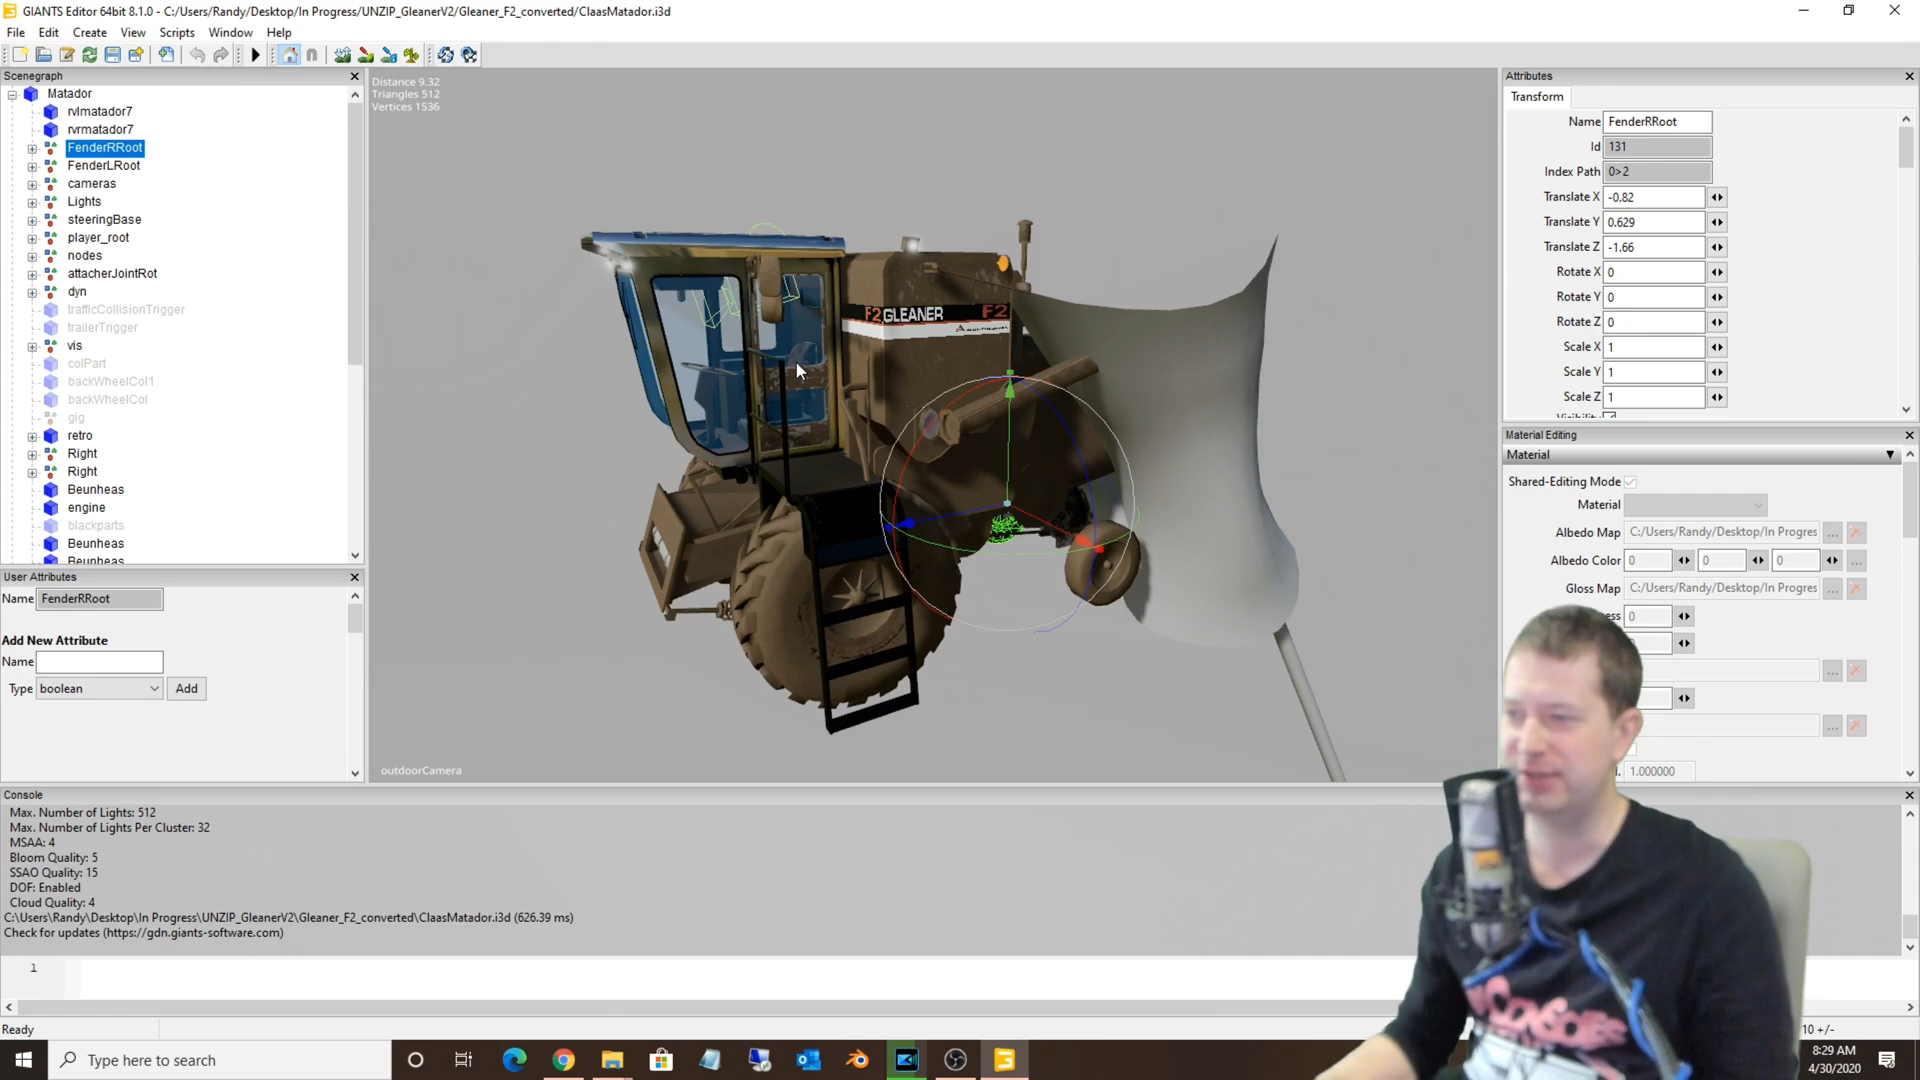 GIANTS Editor 64bit 8.1.0 - C:/Users/Randy/Desktop/In Progress/UNZIP_GleanerV2/Gleaner_F2_converted/ClaasMatador.i3d
File Edit Create View Scripts Window Help
Scenegraph
Matador
rvlmatador7
rvrmatador7
FenderRRoot
FenderLRoot
cameras
Lights
steeringBase
player_root
nodes
attacherJointRot
dyn
trafficCollisionTrigger
trailerTrigger
vis
colPart
backWheelCol1
backWheelCol
gig
retro
Right
Right
Beunheas
engine
blackparts
Beunheas
Beunheas
User Attributes
Name FenderRRoot
Add New Attribute
Name
Type boolean Add
Distance 9.32
Triangles 512
Vertices 1536
F2 GLEANER F2
outdoorCamera
Attributes
Transform
Name FenderRRoot
Id 131
Index Path 0>2
Translate X -0.82
Translate Y 0.629
Translate Z -1.66
Rotate X 0
Rotate Y 0
Rotate Z 0
Scale X 1
Scale Y 1
Scale Z 1
Visibility
Material Editing
Material
Shared-Editing Mode
Material
Albedo Map C:/Users/Randy/Desktop/In Progres ...
Albedo Color 0 0 0 ...
Gloss Map C:/Users/Randy/Desktop/In Progres ...
ess 0
1.000000
Console
Max. Number of Lights: 512
Max. Number of Lights Per Cluster: 32
MSAA: 4
Bloom Quality: 5
SSAO Quality: 15
DOF: Enabled
Cloud Quality: 4
C:\Users\Randy\Desktop\In Progress\UNZIP_GleanerV2\Gleaner_F2_converted\ClaasMatador.i3d (626.39 ms)
Check for updates (https://gdn.giants-software.com)
1
Ready
10 +/-
Type here to search
8:29 AM
4/30/2020